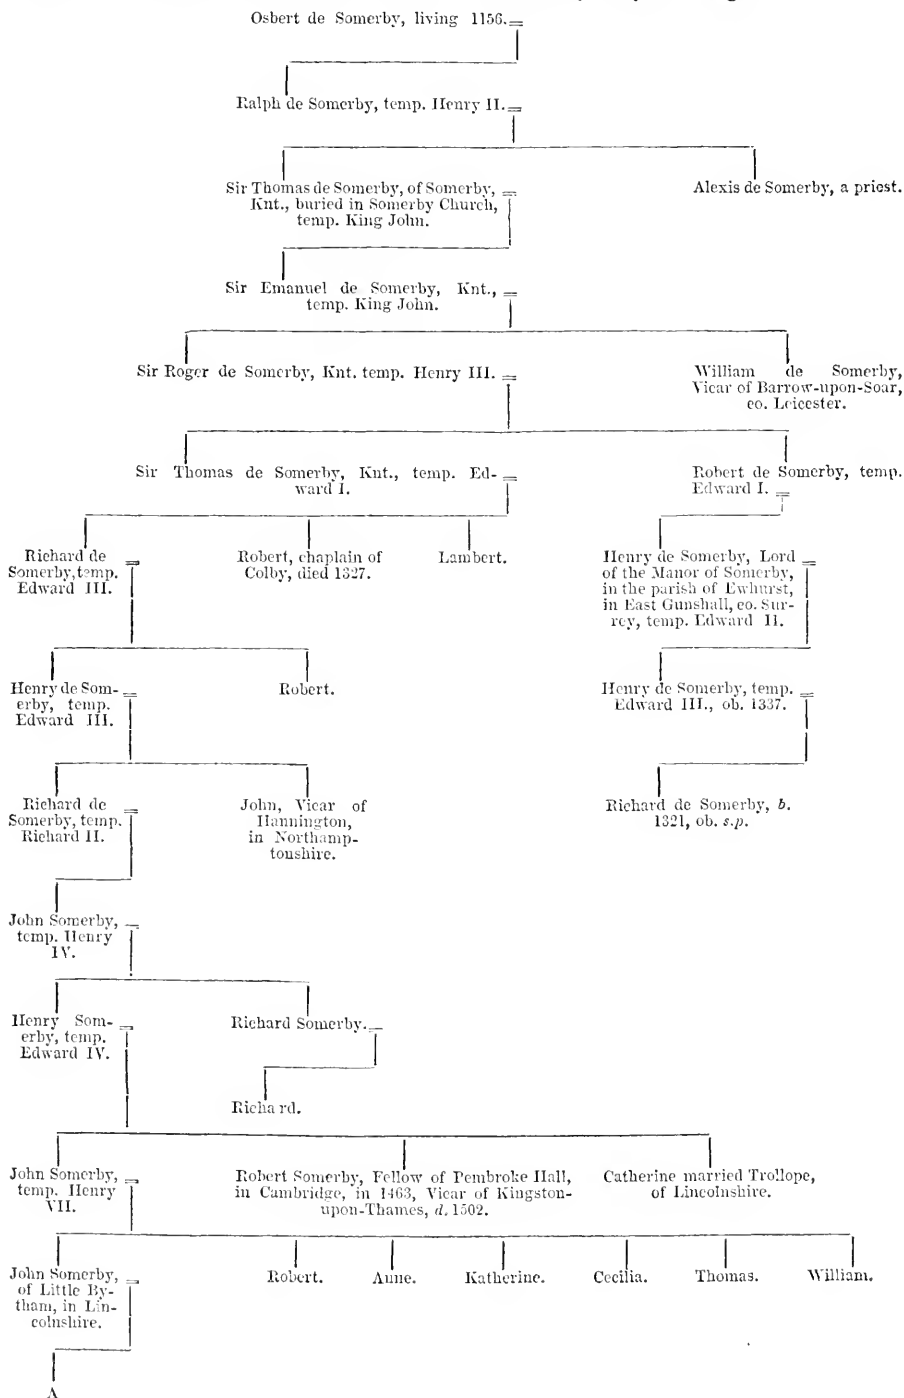 Osbert de Somerby, living 1156.=
Ralph de Somerby, temp. Henry II.=
Sir Thomas de Somerby, of Somerby, =
Knt., buried in Somerby Church,
temp. King John.
Alexis de Somerby, a priest.
Sir Emanuel de Somerby, Knt., =
temp. King John.
Sir Roger de Somerby, Knt. temp. Henry III. =
William de Somerby,
Vicar of Barrow-upon-Soar,
co. Leicester.
Sir Thomas de Somerby, Knt., temp. Ed- =
ward I.
Robert de Somerby, temp.
Edward I. =
Richard de =
Somerby, temp.
Edward III.
Robert, chaplain of
Colby, died 1327.
Lambert.
Henry de Somerby, Lord =
of the Manor of Somerby,
in the parish of Ewhurst,
in East Gunshall, co. Sur-
rey, temp. Edward II.
Henry de Som- =
erby, temp.
Edward III.
Robert.
Henry de Somerby, temp. =
Edward III., ob. 1337.
Richard de =
Somerby, temp.
Richard II.
John, Vicar of
Hannington,
in Northamp-
tonshire.
Richard de Somerby, b.
1321, ob. s.p.
John Somerby, =
temp. Henry
IV.
Henry Som- =
erby, temp.
Edward IV.
Richard Somerby. =
Richard.
John Somerby, =
temp. Henry
VII.
Robert Somerby, Fellow of Pembroke Hall,
in Cambridge, in 1463, Vicar of Kingston-
upon-Thames, d. 1502.
Catherine married Trollope,
of Lincolnshire.
John Somerby, =
of Little By-
tham, in Lin-
colnshire.
Robert.
Anne.
Katherine.
Cecilia.
Thomas.
William.
A